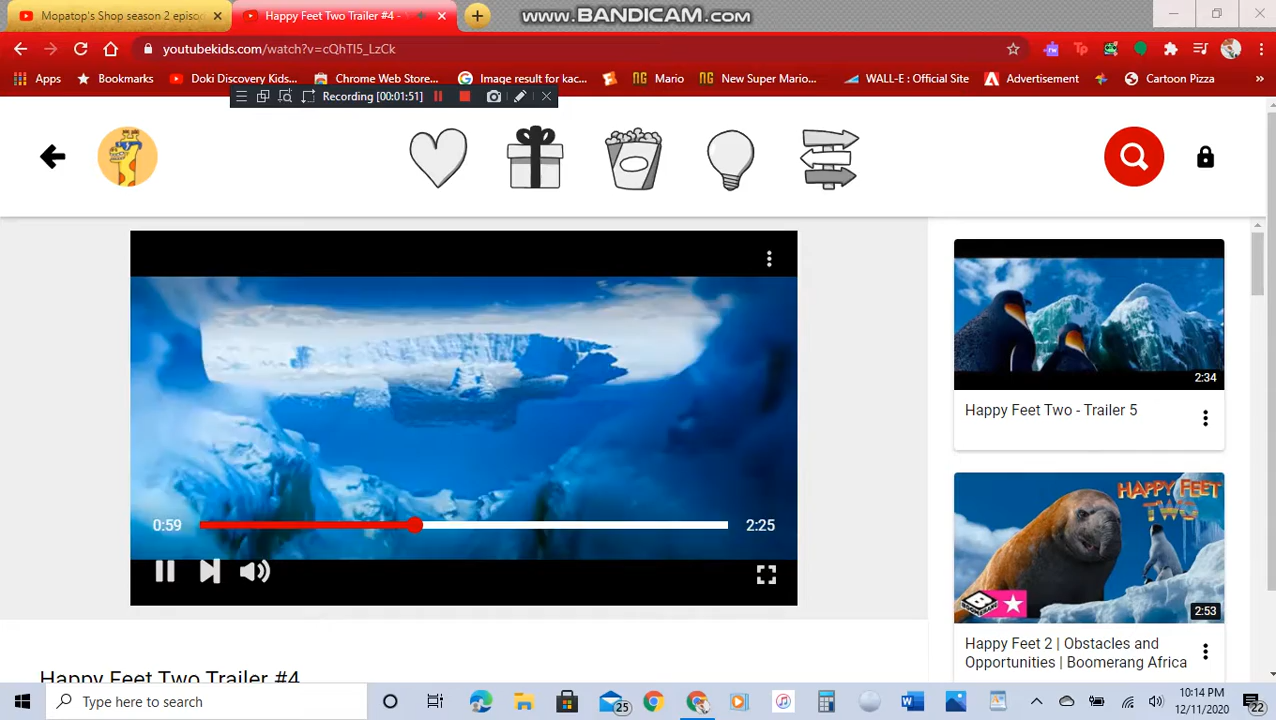 www.BANDICAM.com
Mopatop's Shop season 2 episo
Happy Feet Two Trailer #4 -
youtubekids.com/watch?v=cQhTI5_LzCk
Apps
Bookmarks
Doki Discovery Kids...
Chrome Web Store...
Image result for kac...
Mario
New Super Mario...
WALL-E : Official Site
Advertisement
Cartoon Pizza
»
Recording [00:01:51]
0:59
2:25
2:34
Happy Feet Two - Trailer 5
HAPPY FEET
TWO
2:53
Happy Feet 2 | Obstacles and
Opportunities | Boomerang Africa
Happy Feet Two Trailer #4
Type here to search
25
10:14 PM
12/11/2020
22